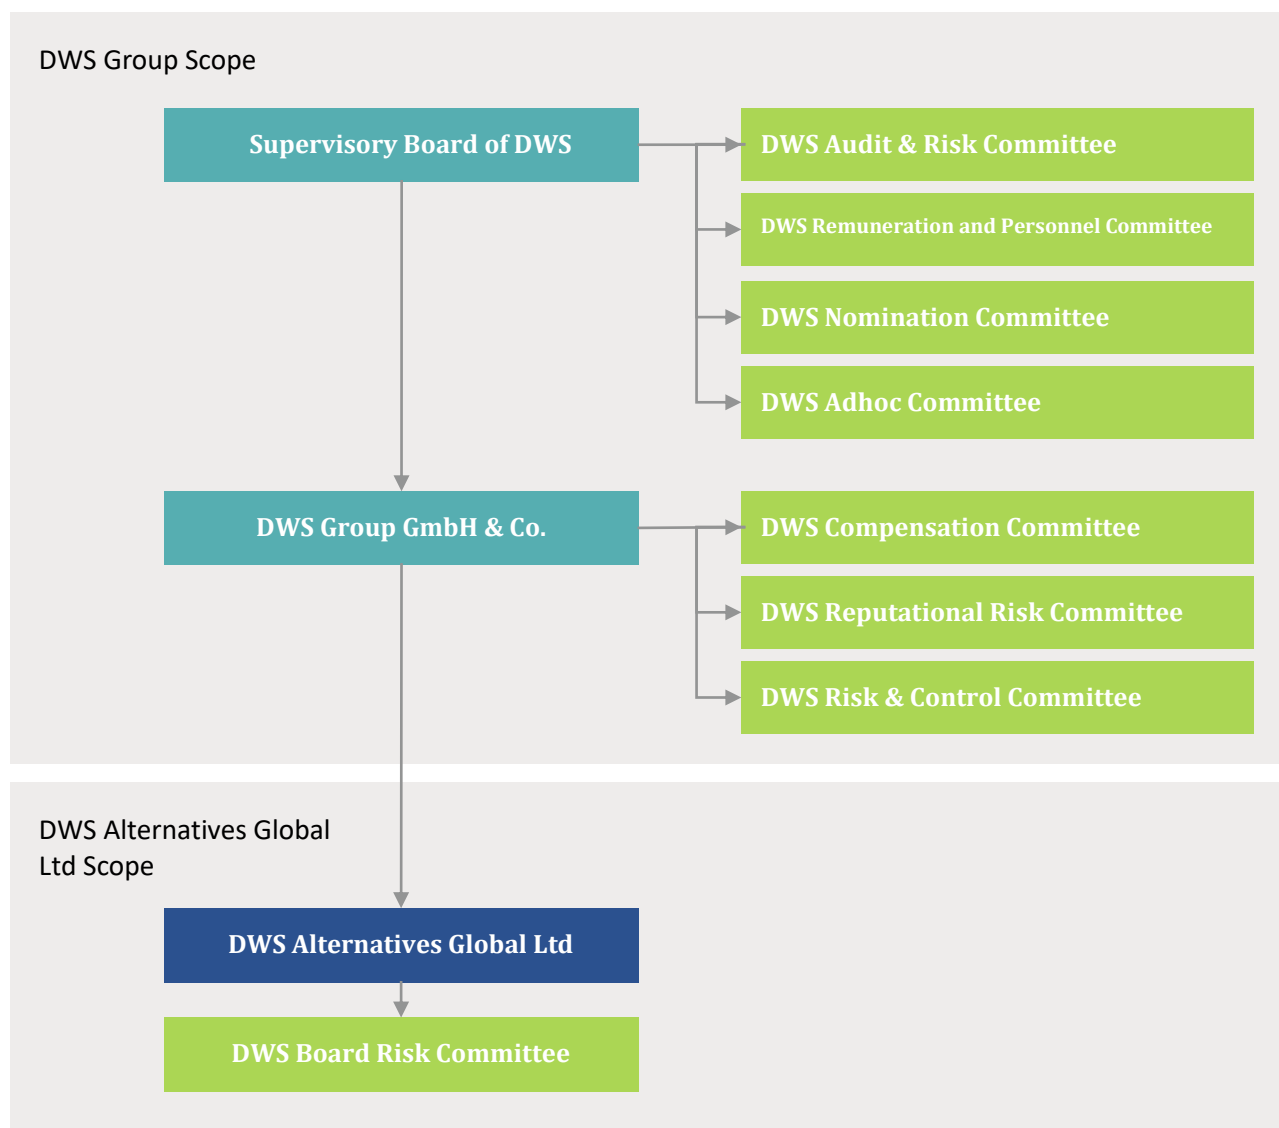 DWS Group Scope
Supervisory Board of DWS
DWS Audit & Risk Committee
DWS Remuneration and Personnel Committee
DWS Nomination Committee
DWS Adhoc Committee
DWS Group GmbH & Co.
DWS Compensation Committee
DWS Reputational Risk Committee
DWS Risk & Control Committee
DWS Alternatives Global
Ltd Scope
DWS Alternatives Global Ltd
DWS Board Risk Committee